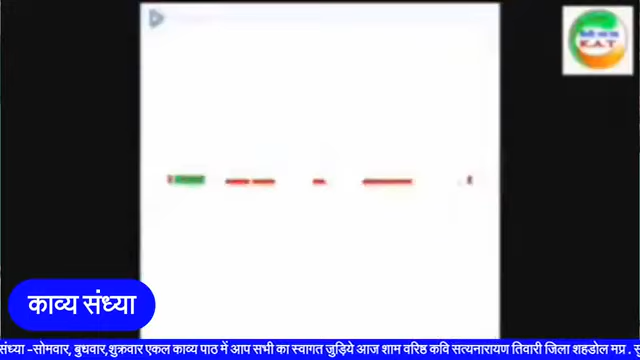 K.A.T
काव्य संध्या
संध्या -सोमवार, बुधवार,शुक्रवार एकल काव्य पाठ में आप सभी का स्वागत जुड़िये आज शाम वरिष्ठ कवि सत्यनारायण तिवारी जिला शहडोल मप्र .